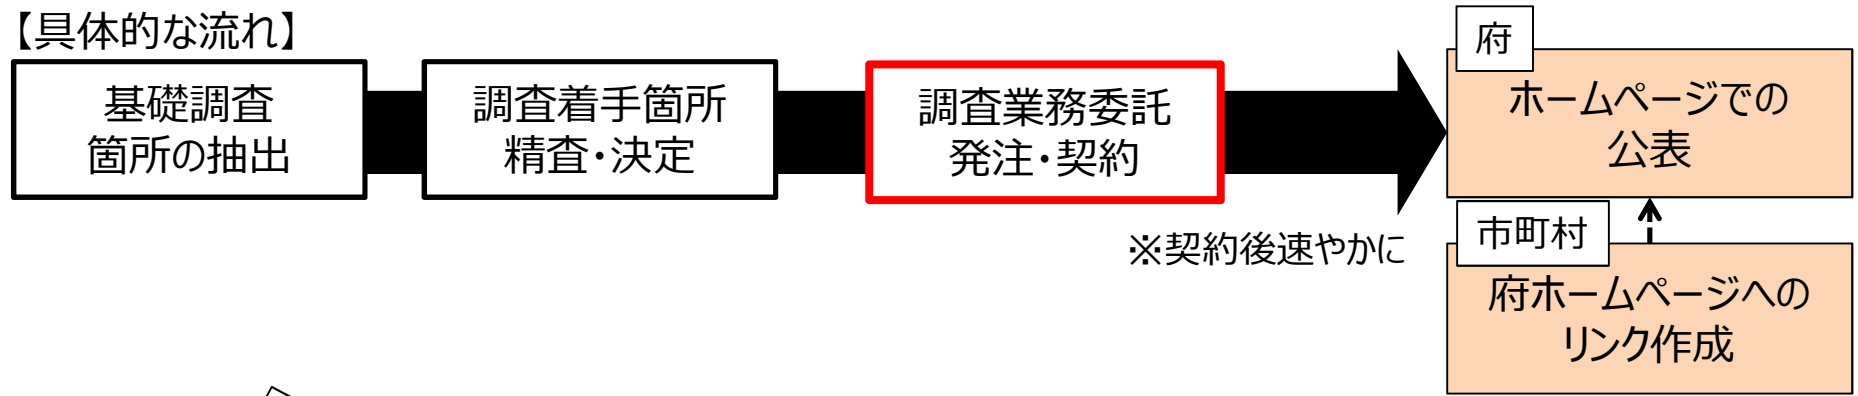 【具体的な流れ】
基礎調査
箇所の抽出
調査着手箇所
精査・決定
調査業務委託
発注・契約
※契約後速やかに
府
ホームページでの
公表
市町村
府ホームページへの
リンク作成